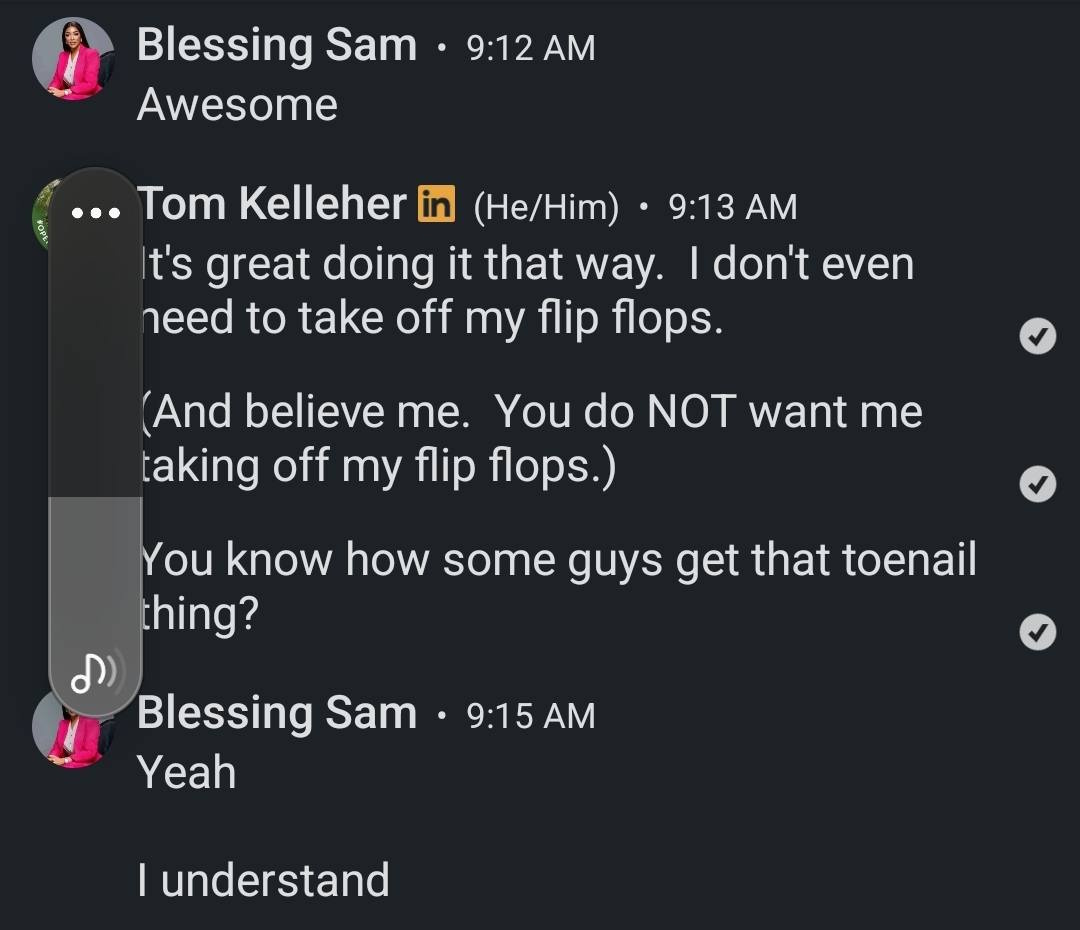 Blessing Sam • 9:12 AM
Awesome
Tom Kelleher in (He/Him) • 9:13 AM
It's great doing it that way.  I don't even
need to take off my flip flops.
(And believe me.  You do NOT want me
taking off my flip flops.)
You know how some guys get that toenail
thing?
Blessing Sam • 9:15 AM
Yeah
I understand